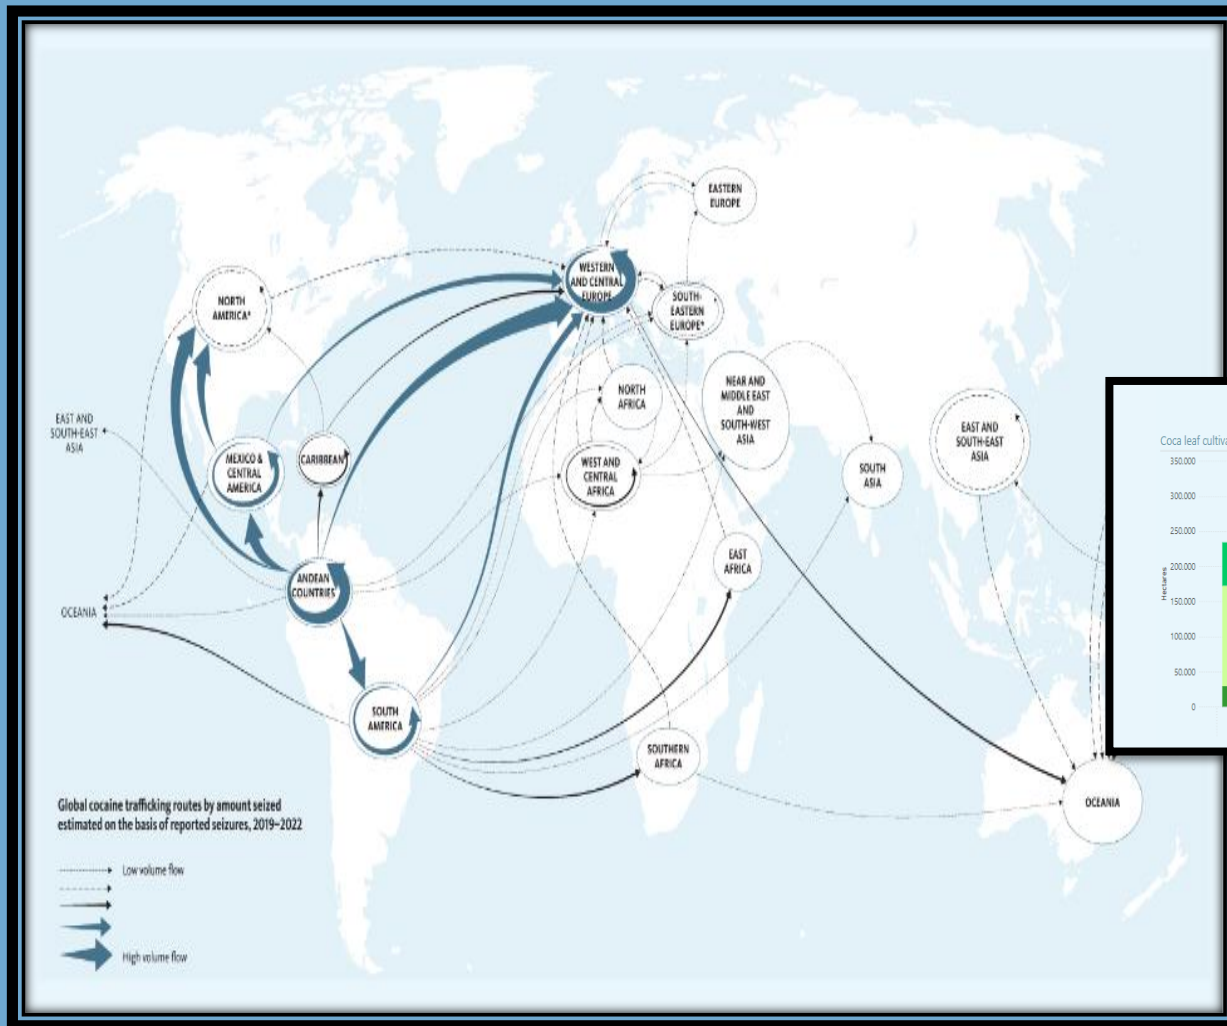 EASTERN
EUROPE
WESTERN
AND CENTRAL
EUROPE
SOUTH-
EASTERN
EUROPE*
NORTH
AMERICA*
NORTH
AFRICA
NEAR AND
MIDDLE EAST
AND
SOUTH-WEST
ASIA
EAST AND
SOUTH-EAST
ASIA
EAST AND
SOUTH-EAST
ASIA
MEXICO &
CENTRAL
AMERICA
CARIBBEAN
WEST AND
CENTRAL
AFRICA
SOUTH
ASIA
EAST
AFRICA
ANDEAN
COUNTRIES
OCEANIA
SOUTH
AMERICA
SOUTHERN
AFRICA
OCEANIA
Global cocaine trafficking routes by amount seized
estimated on the basis of reported seizures, 2019–2022
Low volume flow
High volume flow
Coca leaf
350.000
300.000
250.000
200.000
150.000
100.000
50.000
0
Hectares